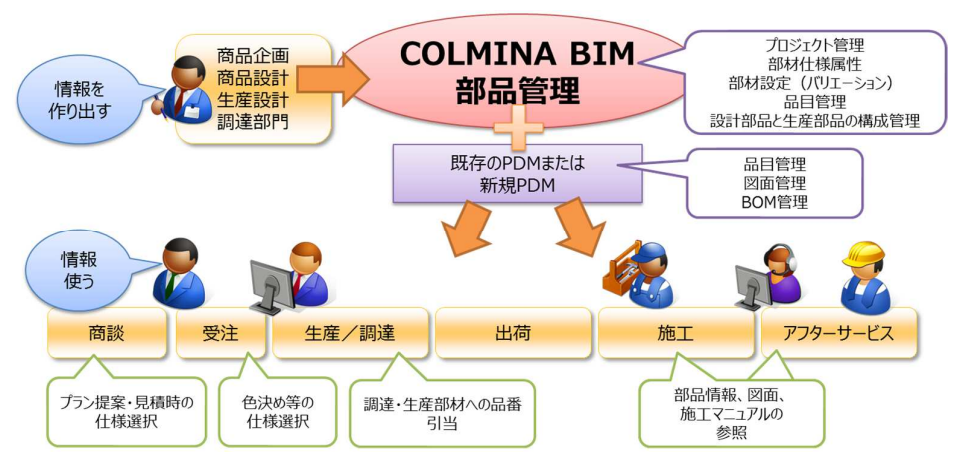 情報を
作り出す
商品企画
商品設計
生産設計
調達部門
COLMINA BIM
部品管理
プロジェクト管理
部材仕様属性
部材設定（バリエーション）
品目管理
設計部品と生産部品の構成管理
既存のPDMまたは
新規PDM
品目管理
図面管理
BOM管理
情報
使う
商談
受注
生産／調達
出荷
施工
アフターサービス
プラン提案・見積時の
仕様選択
色決め等の
仕様選択
調達・生産部材への品番
引当
部品情報、図面、
施工マニュアルの
参照